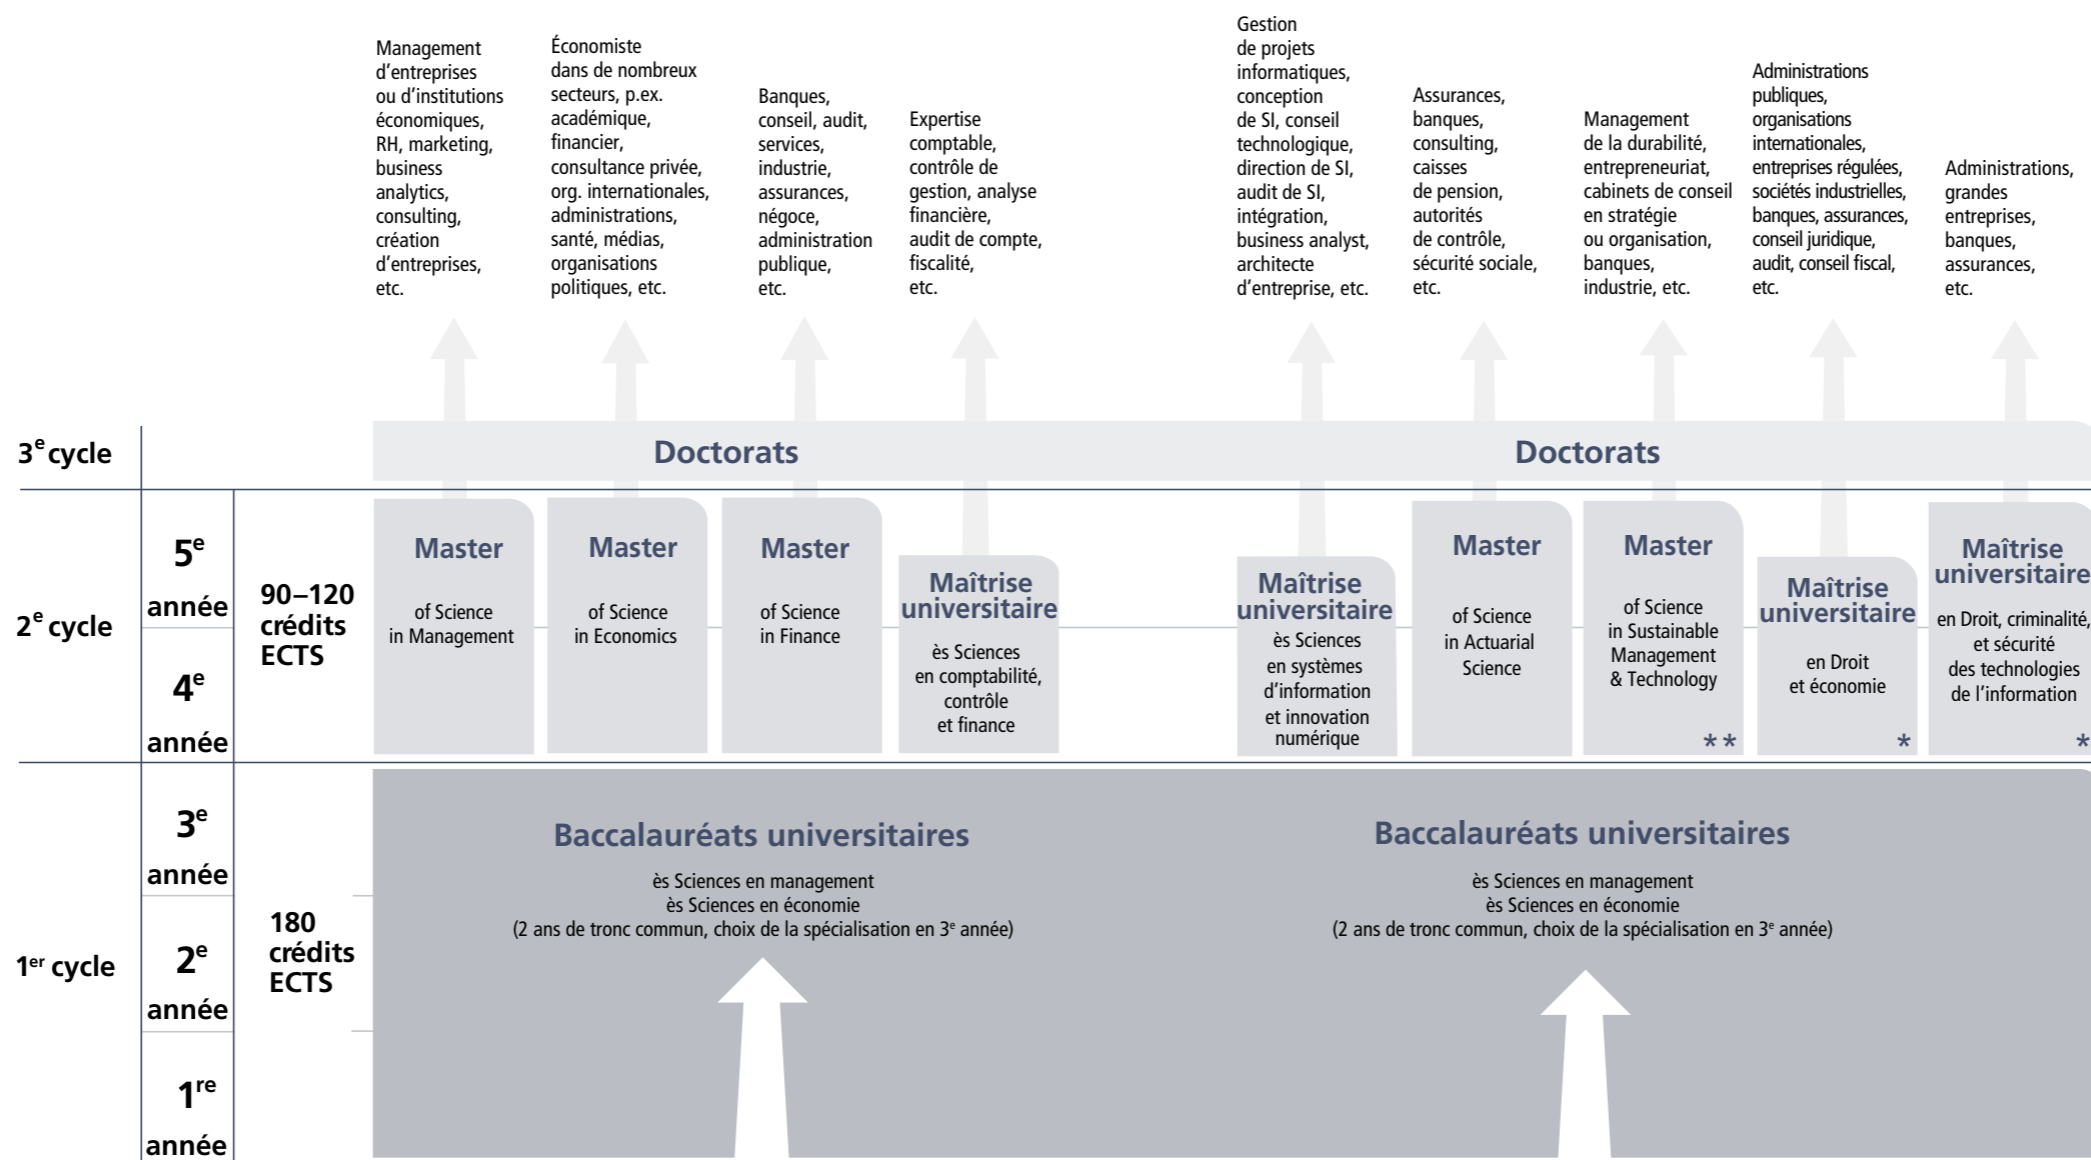 Management
d’entreprises
ou d’institutions
économiques,
RH, marketing,
business
analytics,
consulting,
création
d’entreprises,
etc.
Économiste
dans de nombreux
secteurs, p.ex.
académique,
financier,
consultance privée,
org. internationales,
administrations,
santé, médias,
organisations
politiques, etc.
Banques,
conseil, audit,
services,
industrie,
assurances,
négoce,
administration
publique,
etc.
Expertise
comptable,
contrôle de
gestion, analyse
financière,
audit de compte,
fiscalité,
etc.
Gestion
de projets
informatiques,
conception
de SI, conseil
technologique,
direction de SI,
audit de SI,
intégration,
business analyst,
architecte
d’entreprise, etc.
Assurances,
banques,
consulting,
caisses
de pension,
autorités
de contrôle,
sécurité sociale,
etc.
Management
de la durabilité,
entrepreneuriat,
cabinets de conseil
en stratégie
ou organisation,
banques,
industrie, etc.
Administrations
publiques,
organisations
internationales,
entreprises régulées,
sociétés industrielles,
banques, assurances,
conseil juridique,
audit, conseil fiscal,
etc.
Administrations,
grandes
entreprises,
banques,
assurances,
etc.
3e cycle
Doctorats
Doctorats
2e cycle
5e
année
4e
année
90–120
crédits
ECTS
Master
of Science
in Management
Master
of Science
in Economics
Master
of Science
in Finance
Maîtrise
universitaire
ès Sciences
en comptabilité,
contrôle
et finance
Maîtrise
universitaire
ès Sciences
en systèmes
d’information
et innovation
numérique
Master
of Science
in Actuarial
Science
Master
of Science
in Sustainable
Management
& Technology
**
Maîtrise
universitaire
en Droit
et économie
*
Maîtrise
universitaire
en Droit, criminalité,
et sécurité
des technologies
de l’information
*
1er cycle
3e
année
2e
année
1re
année
180
crédits
ECTS
Baccalauréats universitaires
ès Sciences en management
ès Sciences en économie
(2 ans de tronc commun, choix de la spécialisation en 3e année)
Baccalauréats universitaires
ès Sciences en management
ès Sciences en économie
(2 ans de tronc commun, choix de la spécialisation en 3e année)